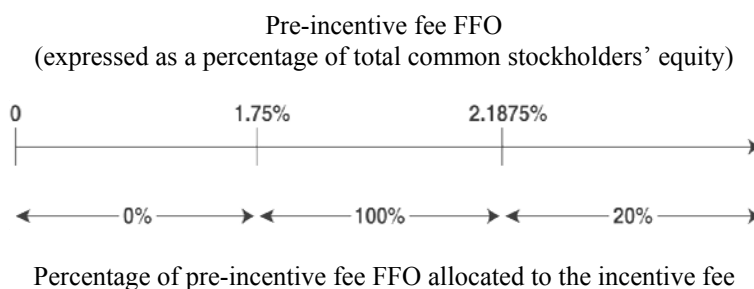 Pre-incentive fee FFO
(expressed as a percentage of total common stockholders’ equity)
0 1.75% 2.1875%
0% 100% 20%
Percentage of pre-incentive fee FFO allocated to the incentive fee